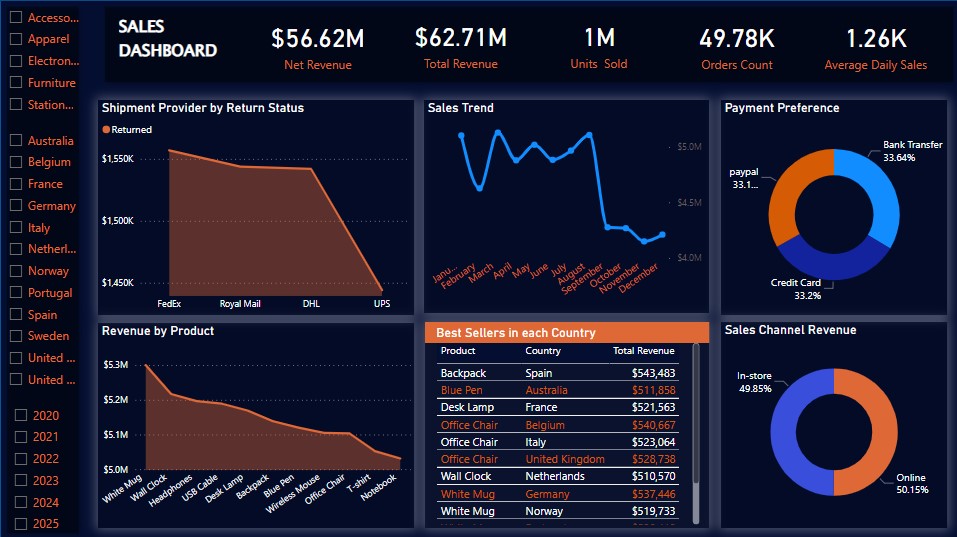 Accesso...
Apparel
Electron...
Furniture
Station...
Australia
Belgium
France
Germany
Italy
Netherl...
Norway
Portugal
Spain
Sweden
United ...
United ...
2020
2021
2022
2023
2024
2025
SALES
DASHBOARD
$56.62M
Net Revenue
$62.71M
Total Revenue
1M
Units Sold
49.78K
Orders Count
1.26K
Average Daily Sales
Shipment Provider by Return Status
Returned
$1,550K
$1,500K
$1,450K
FedEx Royal Mail DHL UPS
Sales Trend
$5.0M
$4.5M
$4.0M
Janu... February March April May June July August September October November December
Payment Preference
Bank Transfer
33.64%
paypal
33.1...
Credit Card
33.2%
Revenue by Product
$5.3M
$5.2M
$5.1M
$5.0M
White Mug Wall Clock Headphones USB Cable Desk Lamp Backpack Blue Pen Wireless Mouse Office Chair T-shirt Notebook
Best Sellers in each Country
Product Country Total Revenue
Backpack Spain $543,483
Blue Pen Australia $511,858
Desk Lamp France $521,563
Office Chair Belgium $540,667
Office Chair Italy $523,064
Office Chair United Kingdom $528,738
Wall Clock Netherlands $510,570
White Mug Germany $537,446
White Mug Norway $519,733
Sales Channel Revenue
In-store
49.85%
Online
50.15%